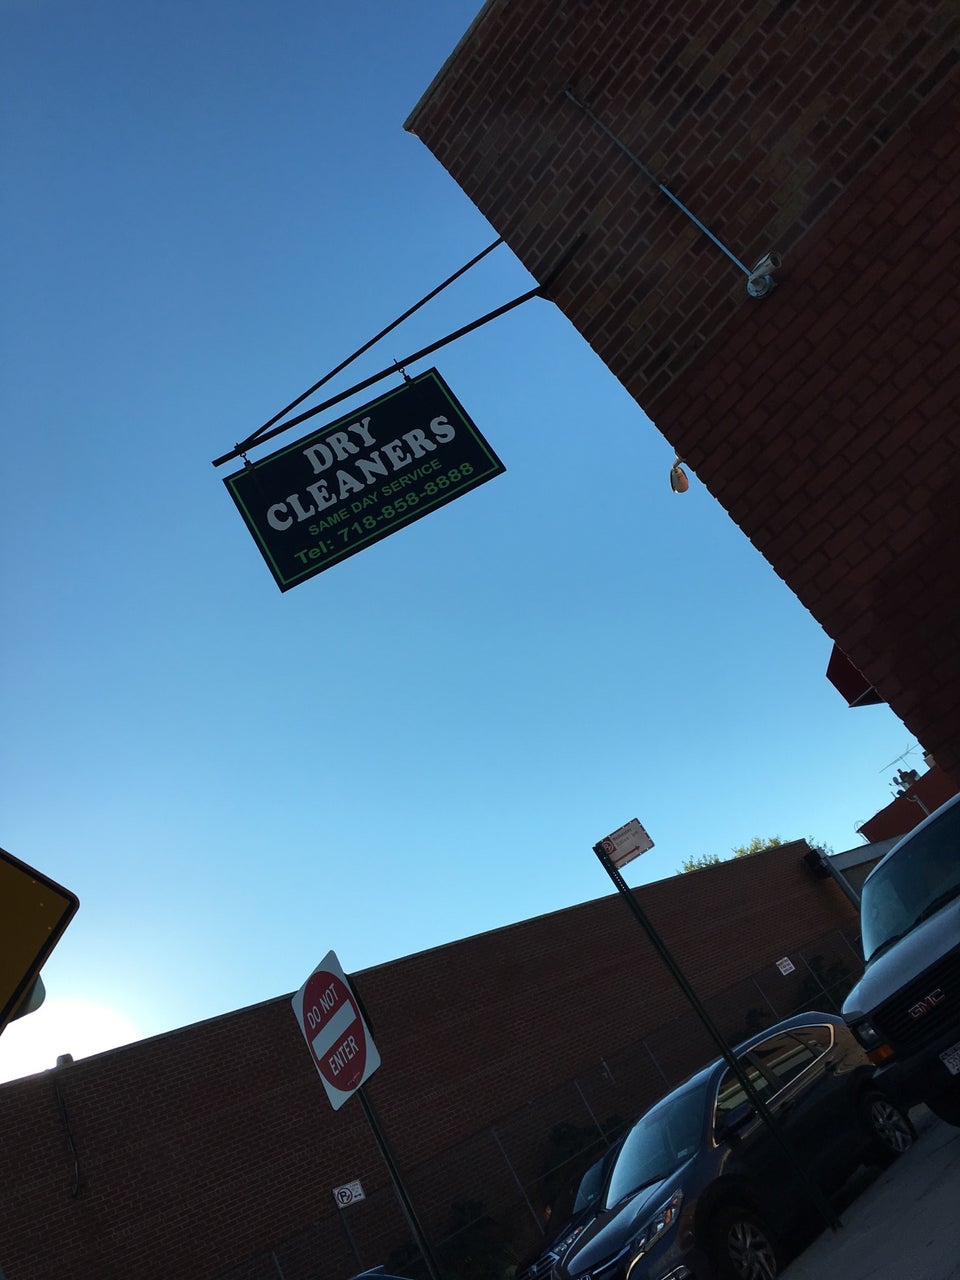 DRY
CLEANERS
SAME DAY SERVICE
Tel: 718-858-8888
DO NOT
ENTER
GMC